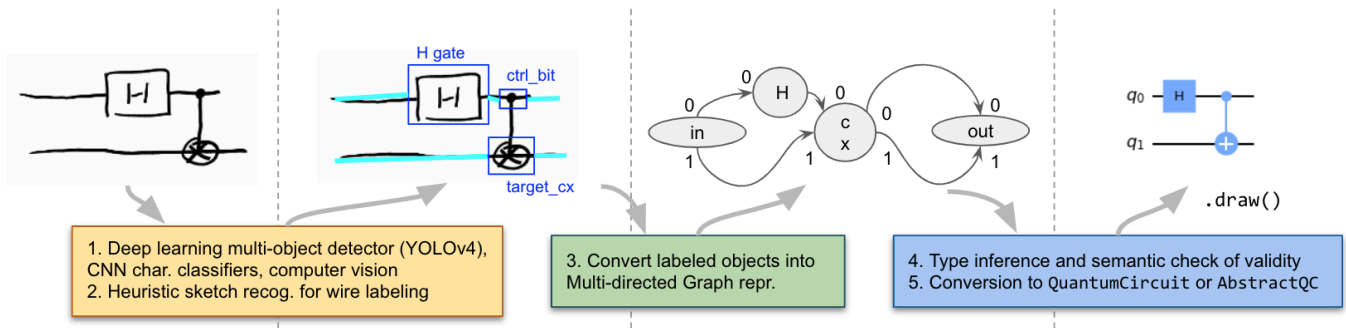 H
H gate
ctrl_bit
H
target_cx
0
H
0
0
0
in
c
x
0
out
1
1
1
1
q0
H
q1
.draw()
1. Deep learning multi-object detector (YOLOv4),
CNN char. classifiers, computer vision
2. Heuristic sketch recog. for wire labeling
3. Convert labeled objects into
Multi-directed Graph repr.
4. Type inference and semantic check of validity
5. Conversion to QuantumCircuit or AbstractQC